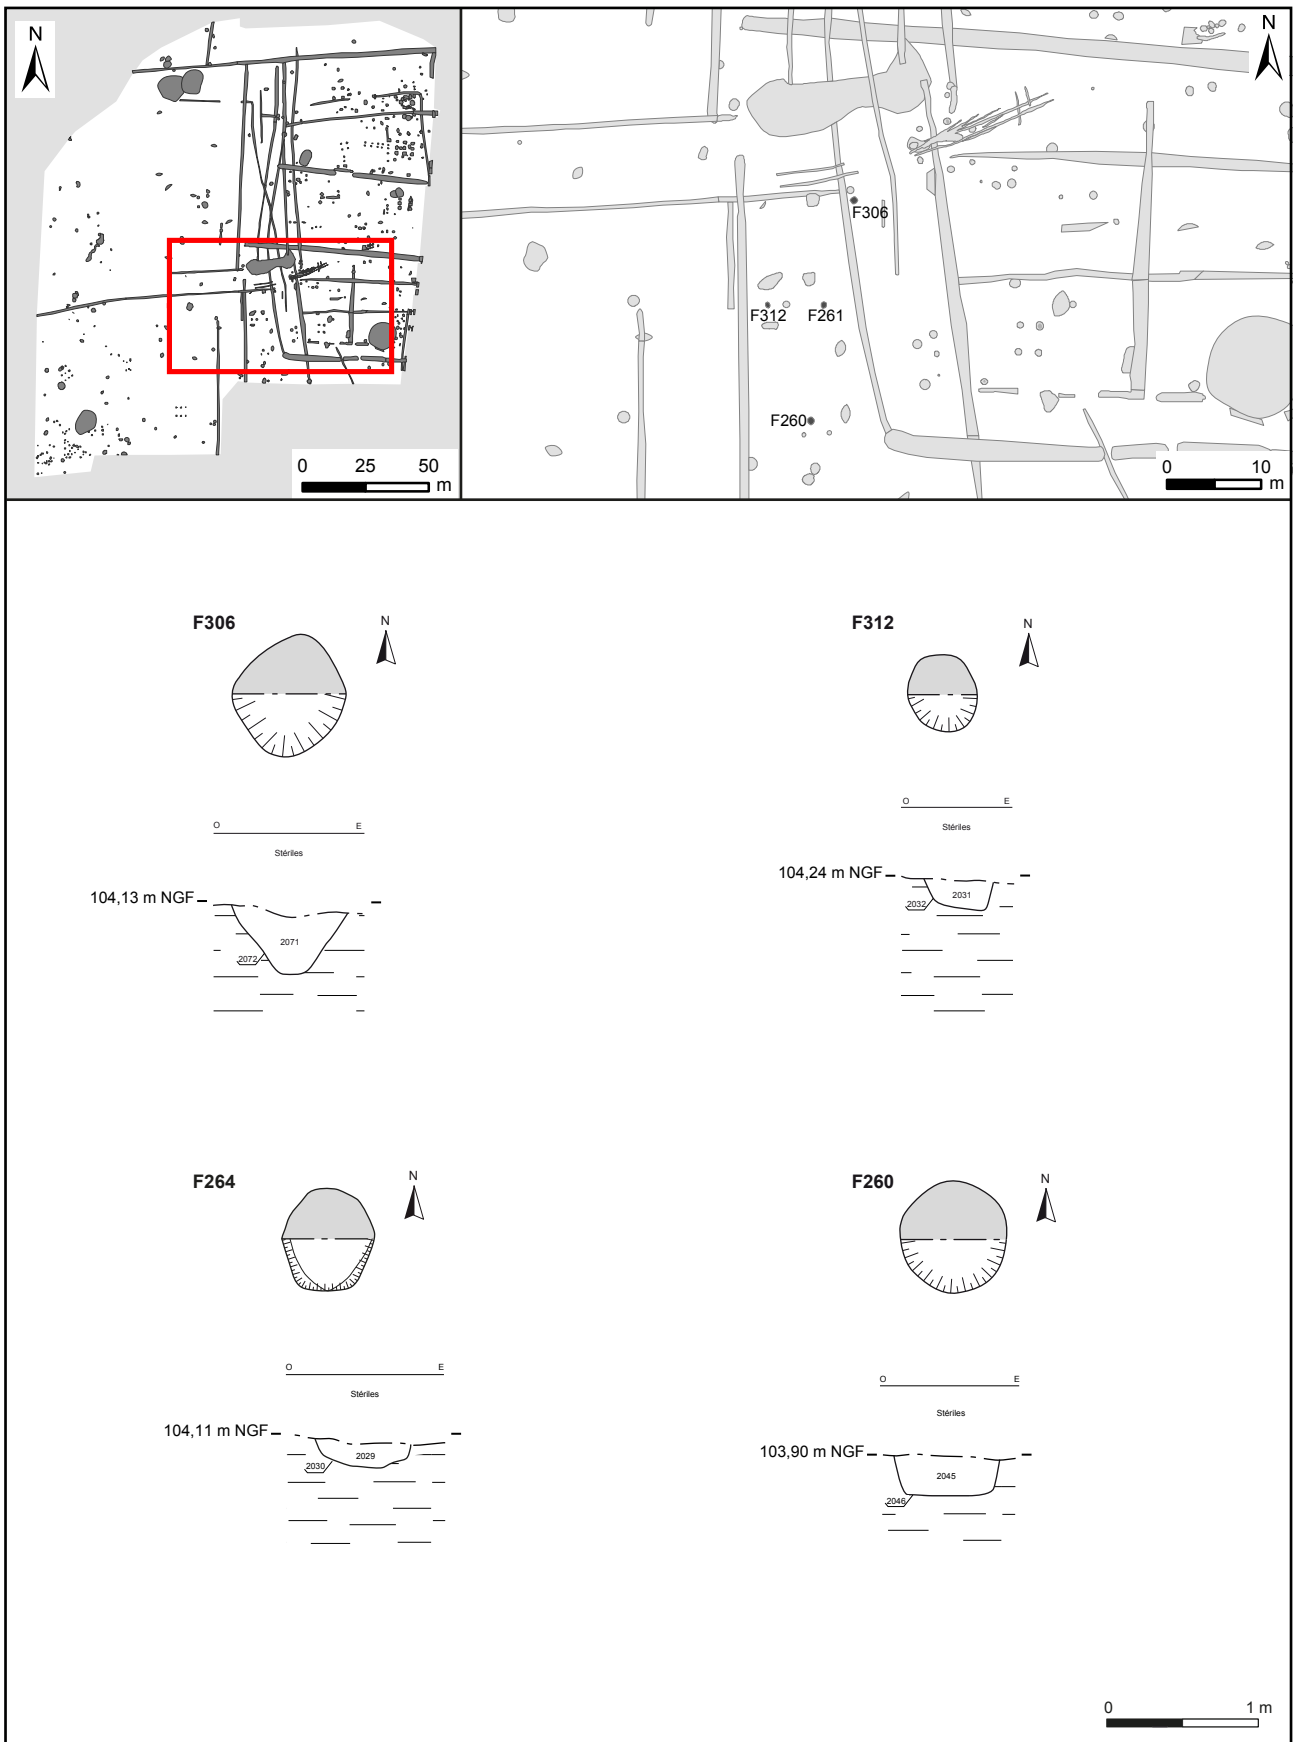 N
0 25 50
m
N
F306
F312 F261
F260
0 10
m
F306
N
O E
Stériles
104,13 m NGF
2071
2072
F312
N
O E
Stériles
104,24 m NGF
2031
2032
F264
N
O E
Stériles
104,11 m NGF
2029
2030
F260
N
O E
Stériles
103,90 m NGF
2045
2046
0 1 m